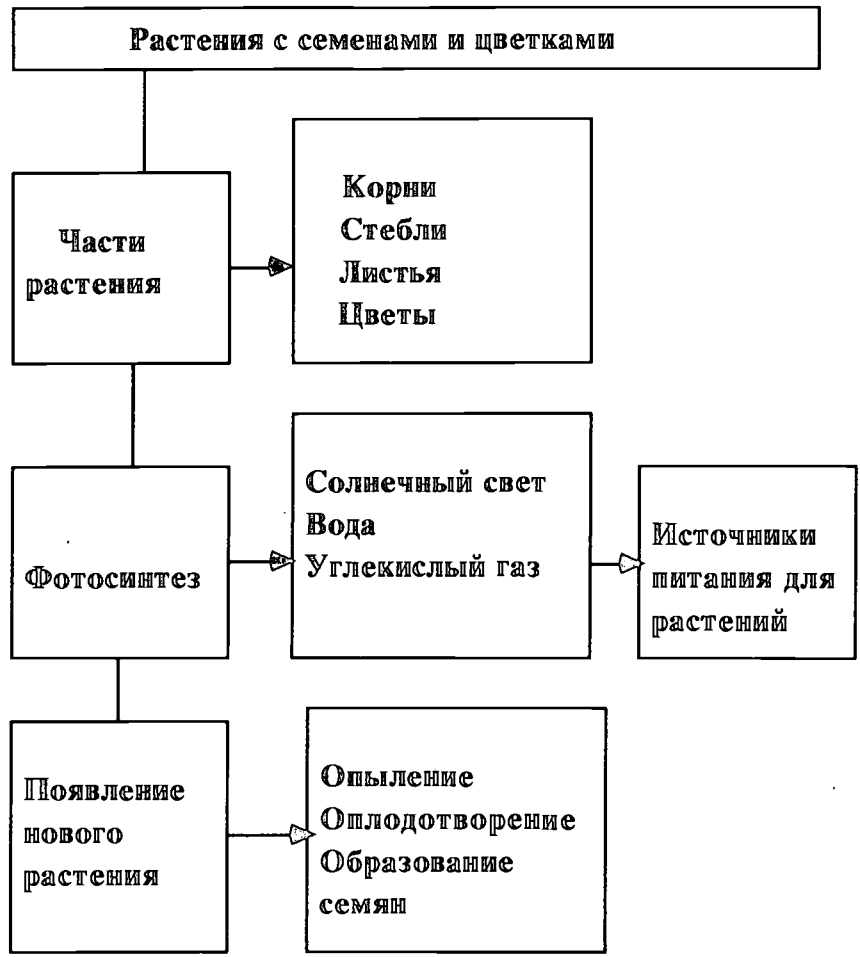 Растения с семенами и цветками
Части
растения
Корни
Стебли
Листья
Цветы
Фотосинтез
Солнечный свет
Вода
Углекислый газ
Источники
питания для
растений
Появление
нового
растения
Опыление
Оплодотворение
Образование
семян